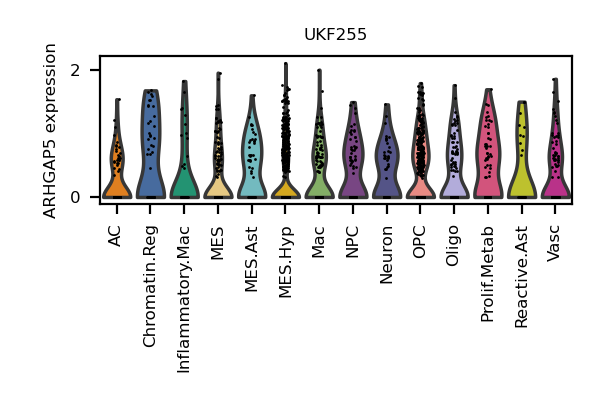 UKF255
ARHGAP5 expression
2
0
AC
Chromatin.Reg
Inflammatory.Mac
MES
MES.Ast
MES.Hyp
Mac
NPC
Neuron
OPC
Oligo
Prolif.Metab
Reactive.Ast
Vasc